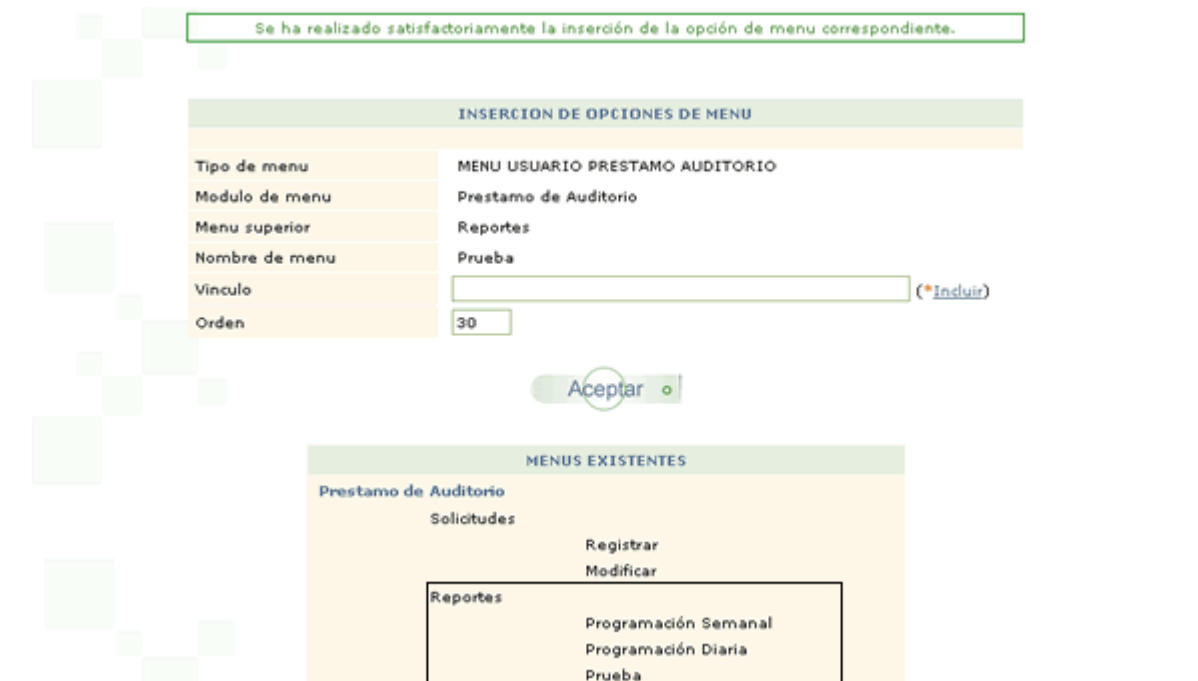 Se ha realizado satisfactoriamente la inserción de la opción de menu correspondiente.
INSERCION DE OPCIONES DE MENU
Tipo de menu MENU USUARIO PRESTAMO AUDITORIO
Modulo de menu Prestamo de Auditorio
Menu superior Reportes
Nombre de menu Prueba
Vinculo (*Incluir)
Orden 30
Aceptar
MENUS EXISTENTES
Prestamo de Auditorio
Solicitudes
Registrar
Modificar
Reportes
Programación Semanal
Programación Diaria
Prueba